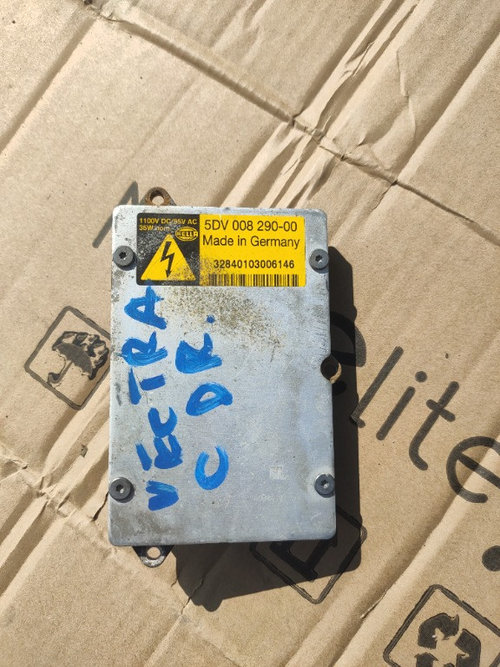 1100V DC/85V AC
35W nom
HELLA
5DV 008 290-00
Made in Germany
32840103006146
VECTRA
C DR.